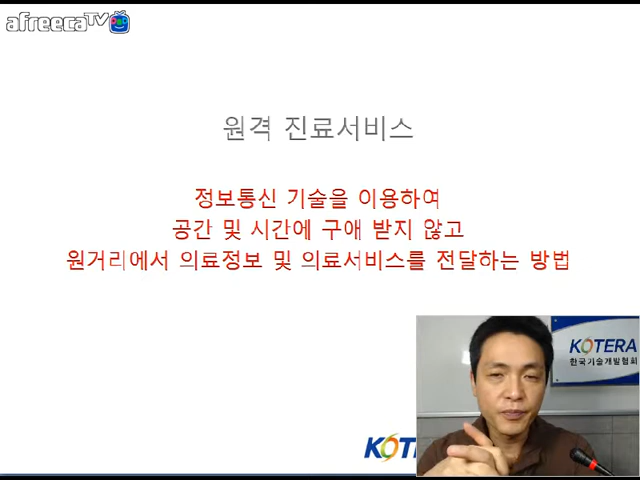 afreecaTV
원격 진료서비스
정보통신 기술을 이용하여
공간 및 시간에 구애 받지 않고
원거리에서 의료정보 및 의료서비스를 전달하는 방법
KOTERA
한국기술개발협회
KOTE